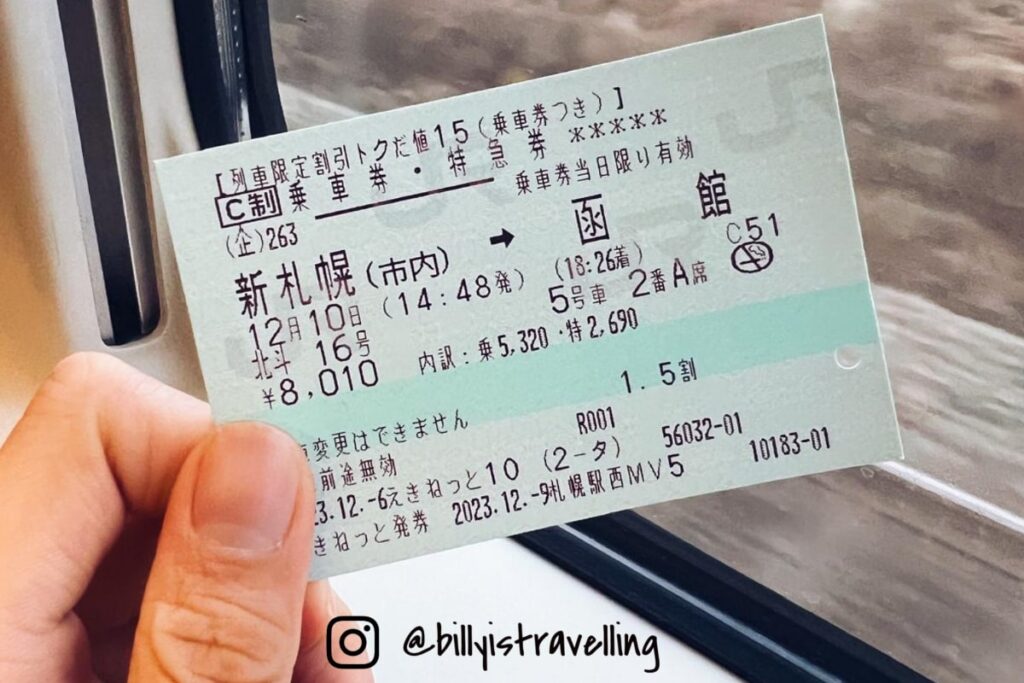 [列車限定割引トクだ値15(乗車券つき)]
C制 乗車券・特急券 *****
(企)263 乗車券当日限り有効
新札幌(市内) ➡ 函館
(14:48発) (18:26着) C51
12月10日
北斗 16号 5号車 2番A席
¥8,010 内訳:乗5,320・特2,690
1.5割
変更はできません
前途無効 R001
23.12.-6えきねっと10 (2-タ) 56032-01
きねっと発券 2023.12.-9札幌駅西MV5 10183-01
@billyistravelling